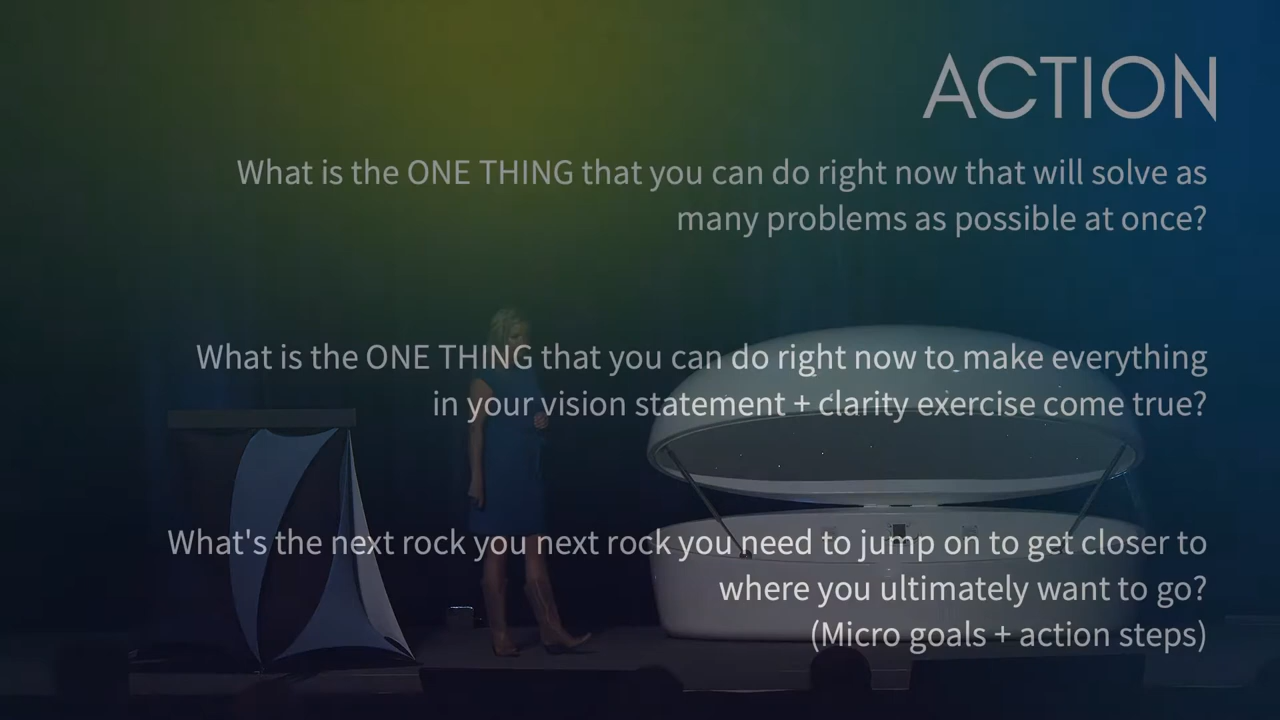 ACTION
What is the ONE THING that you can do right now that will solve as
many problems as possible at once?
What is the ONE THING that you can do right now to make everything
in your vision statement + clarity exercise come true?
What's the next rock you next rock you need to jump on to get closer to
where you ultimately want to go?
(Micro goals + action steps)